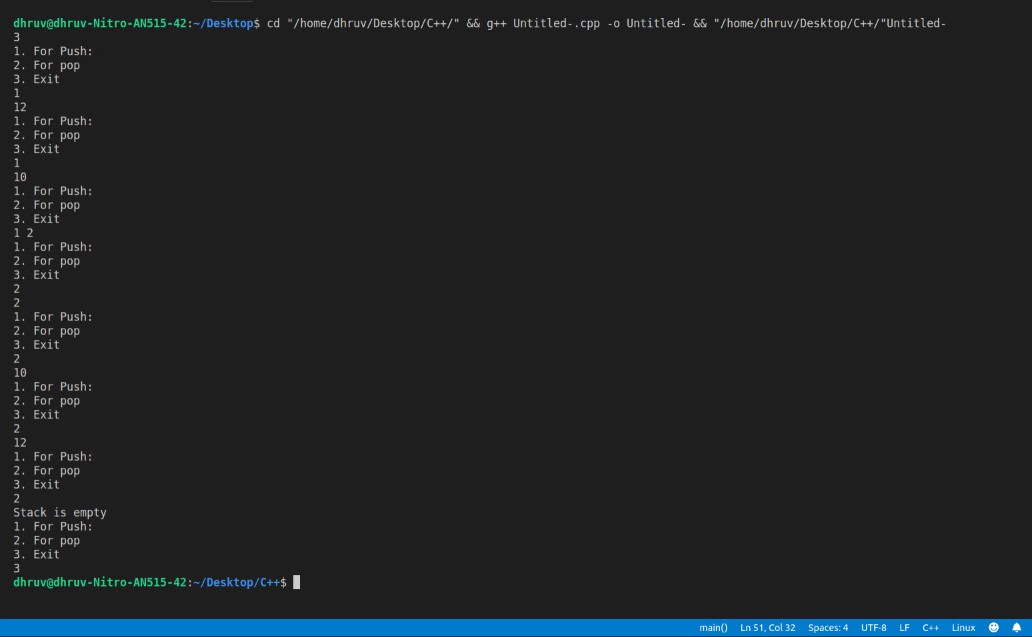 dhruv@dhruv-Nitro-AN515-42:~/Desktop$ cd "/home/dhruv/Desktop/C++/" && g++ Untitled-.cpp -o Untitled- && "/home/dhruv/Desktop/C++/"Untitled-
3
1. For Push:
2. For pop
3. Exit
1
12
1. For Push:
2. For pop
3. Exit
1
10
1. For Push:
2. For pop
3. Exit
1 2
1. For Push:
2. For pop
3. Exit
2
2
1. For Push:
2. For pop
3. Exit
2
10
1. For Push:
2. For pop
3. Exit
2
12
1. For Push:
2. For pop
3. Exit
2
Stack is empty
1. For Push:
2. For pop
3. Exit
3
dhruv@dhruv-Nitro-AN515-42:~/Desktop/C++$
main() Ln 51, Col 32 Spaces: 4 UTF-8 LF C++ Linux